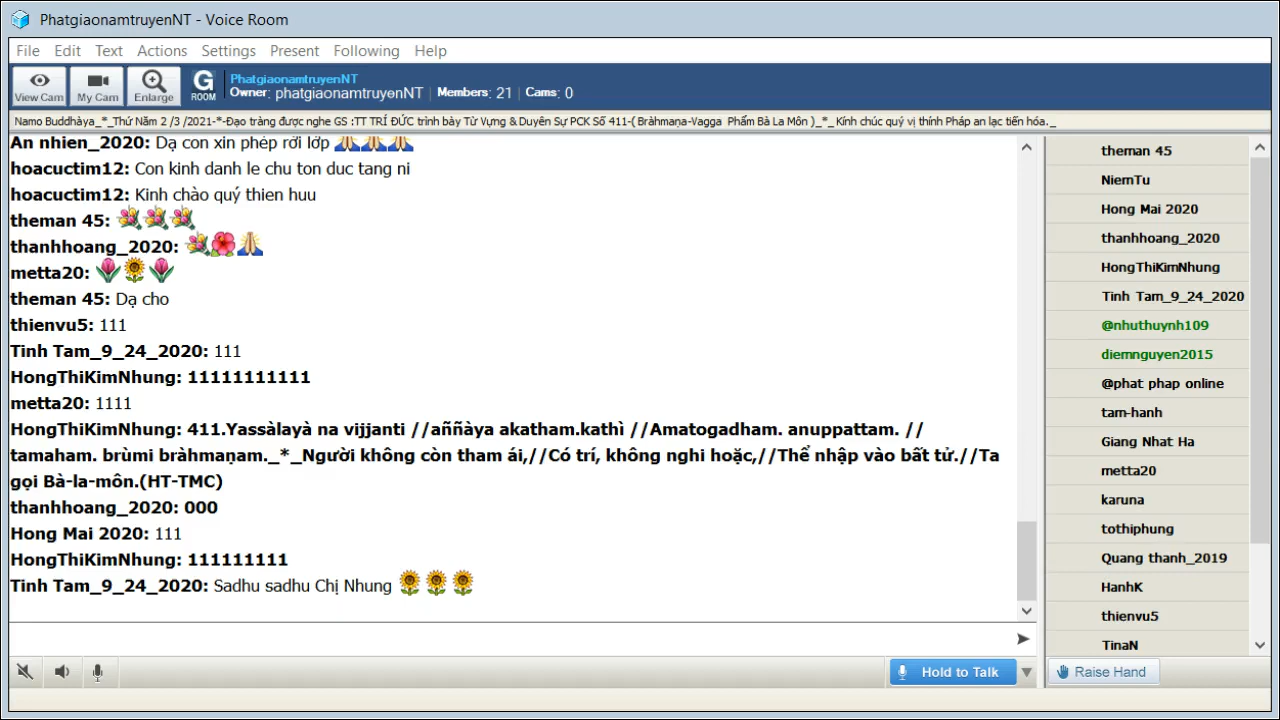 PhatgiaonamtruyenNT - Voice Room
File Edit Text Actions Settings Present Following Help
View Cam My Cam Enlarge G ROOM PhatgiaonamtruyenNT
Owner: phatgiaonamtruyenNT | Members: 21 | Cams: 0
Namo Buddhàya_*_Thứ Năm 2 /3 /2021-*-Đạo tràng được nghe GS :TT TRÍ ĐỨC trình bày Từ Vựng & Duyên Sự PCK Số 411-( Bràhmaṇa-Vagga Phẩm Bà La Môn )_*_ Kính chúc quý vị thính Pháp an lạc tiến hóa._
An nhien_2020: Dạ con xin phép rời lớp
hoacuctim12: Con kinh danh le chu ton duc tang ni
hoacuctim12: Kinh chào quý thien huu
theman 45:
thanhhoang_2020:
metta20:
theman 45: Dạ cho
thienvu5: 111
Tinh Tam_9_24_2020: 111
HongThiKimNhung: 11111111111
metta20: 1111
HongThiKimNhung: 411.Yassàlayà na vijjanti //aññàya akatham.kathì //Amatogadham. anuppattam. //
tamaham. brùmi bràhmaṇam._*_Người không còn tham ái,//Có trí, không nghi hoặc,//Thể nhập vào bất tử.//Ta
gọi Bà-la-môn.(HT-TMC)
thanhhoang_2020: 000
Hong Mai 2020: 111
HongThiKimNhung: 111111111
Tinh Tam_9_24_2020: Sadhu sadhu Chị Nhung
theman 45
NiemTu
Hong Mai 2020
thanhhoang_2020
HongThiKimNhung
Tinh Tam_9_24_2020
@nhuthuynh109
diemnguyen2015
@phat phap online
tam-hanh
Giang Nhat Ha
metta20
karuna
tothiphung
Quang thanh_2019
HanhK
thienvu5
TinaN
Hold to Talk
Raise Hand